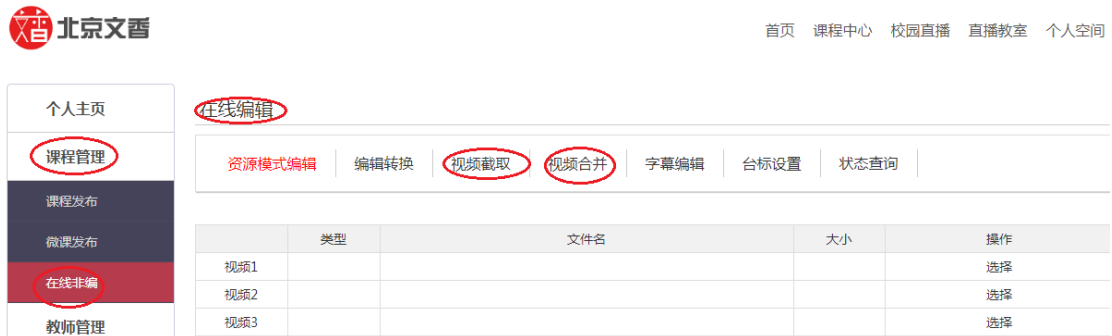 文香 北京文香
首页 课程中心 校园直播 直播教室 个人空间
个人主页
课程管理
课程发布
微课发布
在线非编
教师管理
在线编辑
资源模式编辑 编辑转换 视频截取 视频合并 字幕编辑 台标设置 状态查询
类型 文件名 大小 操作
视频1 选择
视频2 选择
视频3 选择